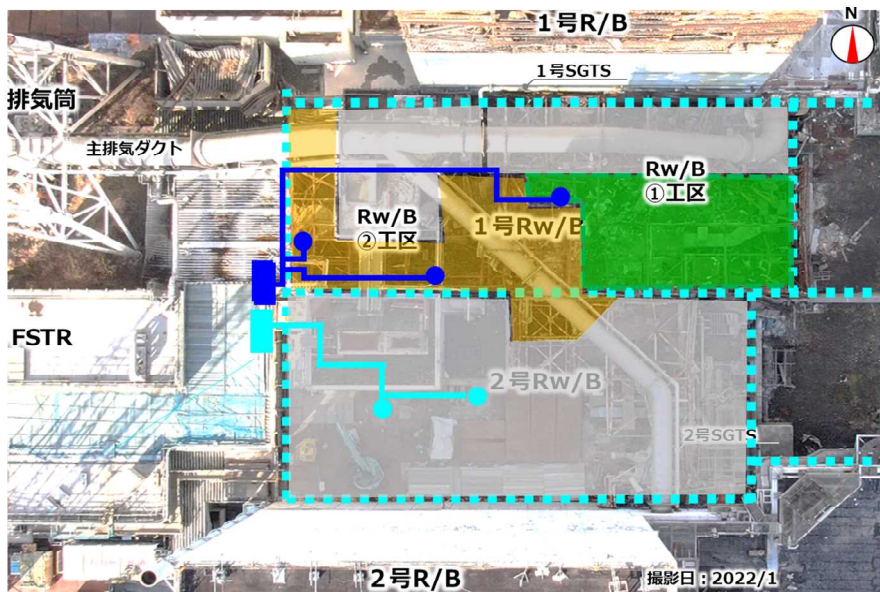 1号R/B
N
1号SGTS
排気筒
主排気ダクト
Rw/B
①工区
Rw/B
②工区
1号Rw/B
FSTR
2号Rw/B
2号SGTS
2号R/B
撮影日：2022/1